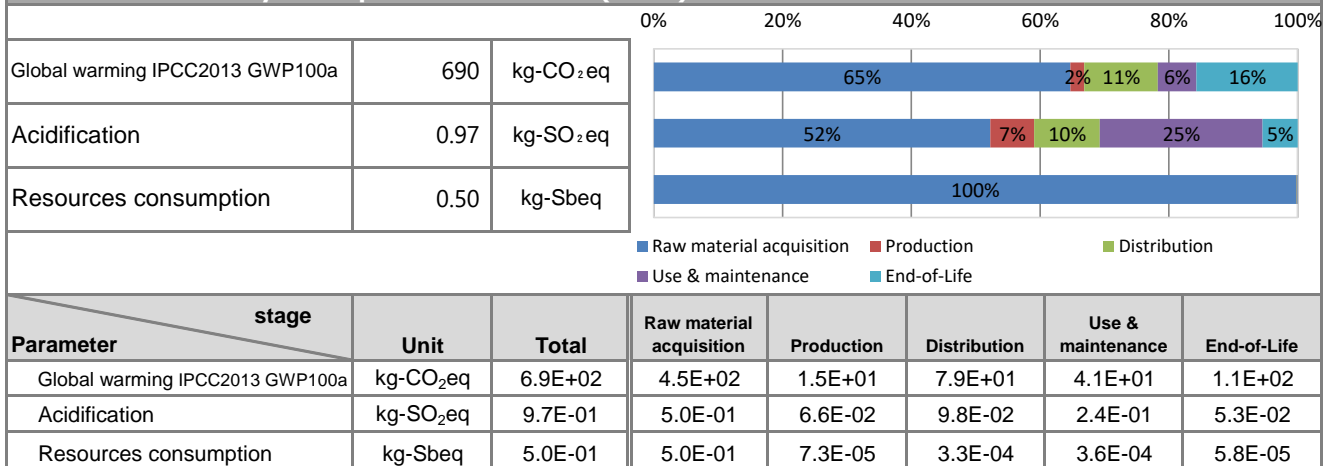 0% 20% 40% 60% 80% 100%
Global warming IPCC2013 GWP100a 690 kg-CO₂eq 65% 2% 11% 6% 16%
Acidification 0.97 kg-SO₂eq 52% 7% 10% 25% 5%
Resources consumption 0.50 kg-Sbeq 100%
Raw material acquisition Production Distribution
Use & maintenance End-of-Life
stage
Parameter Unit Total Raw material acquisition Production Distribution Use & maintenance End-of-Life
Global warming IPCC2013 GWP100a kg-CO₂eq 6.9E+02 4.5E+02 1.5E+01 7.9E+01 4.1E+01 1.1E+02
Acidification kg-SO₂eq 9.7E-01 5.0E-01 6.6E-02 9.8E-02 2.4E-01 5.3E-02
Resources consumption kg-Sbeq 5.0E-01 5.0E-01 7.3E-05 3.3E-04 3.6E-04 5.8E-05